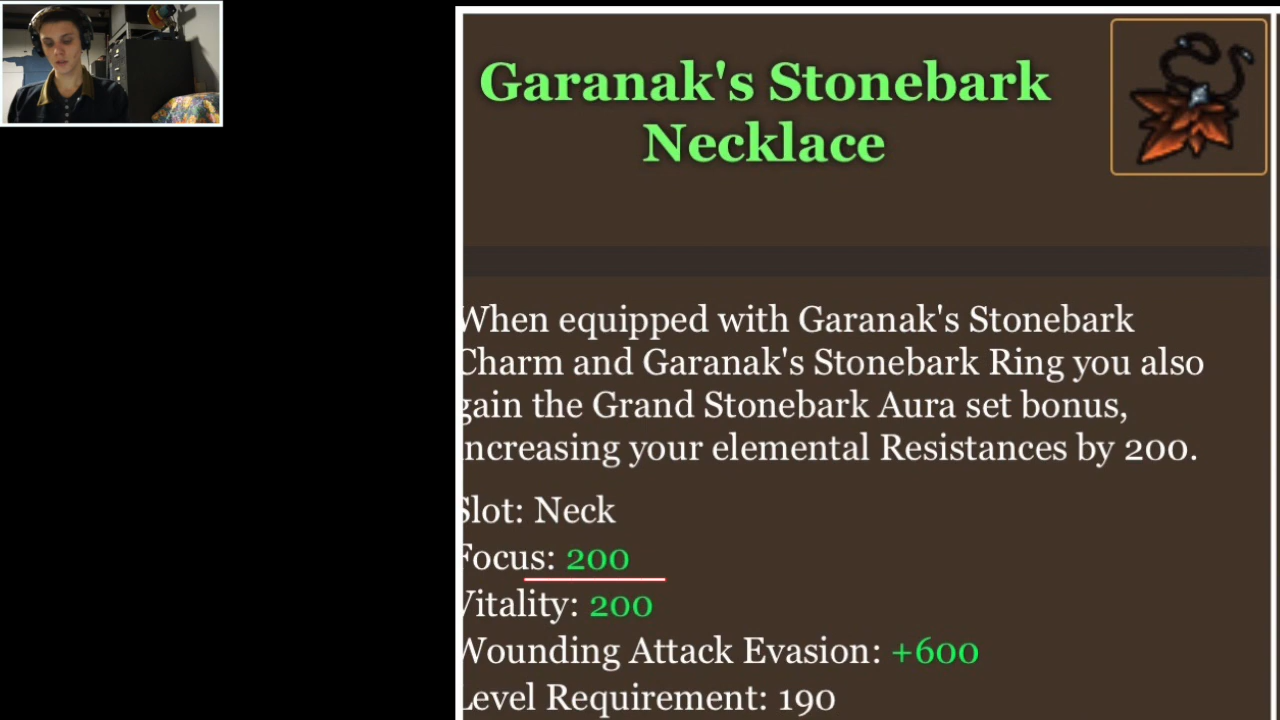 Garanak's Stonebark
Necklace
When equipped with Garanak's Stonebark
Charm and Garanak's Stonebark Ring you also
gain the Grand Stonebark Aura set bonus,
increasing your elemental Resistances by 200.
Slot: Neck
Focus: 200
Vitality: 200
Wounding Attack Evasion: +600
Level Requirement: 190